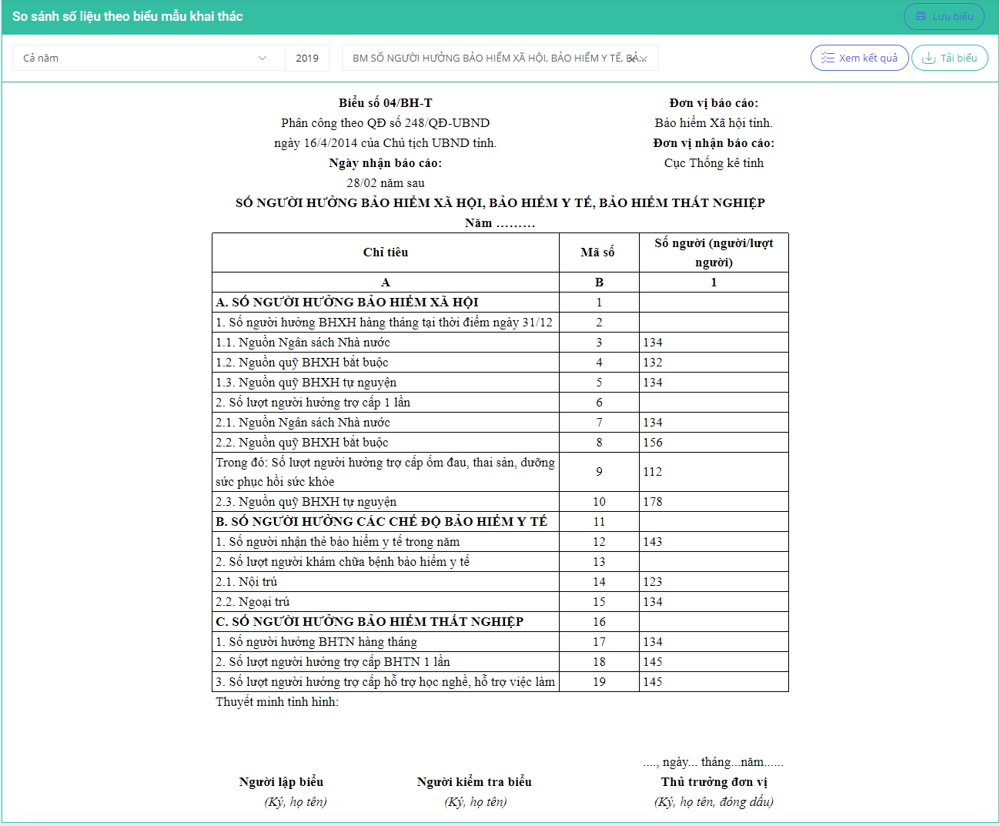 So sánh số liệu theo biểu mẫu khai thác
Lưu biểu
Cả năm
2019
BM SỐ NGƯỜI HƯỞNG BẢO HIỂM XÃ HỘI, BẢO HIỂM Y TẾ, BẢ...
Xem kết quả
Tải biểu
Biểu số 04/BH-T
Phân công theo QĐ số 248/QĐ-UBND
ngày 16/4/2014 của Chủ tịch UBND tỉnh.
Ngày nhận báo cáo:
28/02 năm sau
Đơn vị báo cáo:
Bảo hiểm Xã hội tỉnh.
Đơn vị nhận báo cáo:
Cục Thống kê tỉnh
SỐ NGƯỜI HƯỞNG BẢO HIỂM XÃ HỘI, BẢO HIỂM Y TẾ, BẢO HIỂM THẤT NGHIỆP
Năm .........
Chỉ tiêu
Mã số
Số người (người/lượt
người)
A B 1
A. SỐ NGƯỜI HƯỞNG BẢO HIỂM XÃ HỘI 1
1. Số người hưởng BHXH hàng tháng tại thời điểm ngày 31/12 2
1.1. Nguồn Ngân sách Nhà nước 3 134
1.2. Nguồn quỹ BHXH bắt buộc 4 132
1.3. Nguồn quỹ BHXH tự nguyện 5 134
2. Số lượt người hưởng trợ cấp 1 lần 6
2.1. Nguồn Ngân sách Nhà nước 7 134
2.2. Nguồn quỹ BHXH bắt buộc 8 156
Trong đó: Số lượt người hưởng trợ cấp ốm đau, thai sản, dưỡng
sức phục hồi sức khỏe 9 112
2.3. Nguồn quỹ BHXH tự nguyện 10 178
B. SỐ NGƯỜI HƯỞNG CÁC CHẾ ĐỘ BẢO HIỂM Y TẾ 11
1. Số người nhận thẻ bảo hiểm y tế trong năm 12 143
2. Số lượt người khám chữa bệnh bảo hiểm y tế 13
2.1. Nội trú 14 123
2.2. Ngoại trú 15 134
C. SỐ NGƯỜI HƯỞNG BẢO HIỂM THẤT NGHIỆP 16
1. Số người hưởng BHTN hàng tháng 17 134
2. Số lượt người hưởng trợ cấp BHTN 1 lần 18 145
3. Số lượt người hưởng trợ cấp hỗ trợ học nghề, hỗ trợ việc làm 19 145
Thuyết minh tình hình:
...., ngày... tháng...năm......
Người lập biểu
(Ký, họ tên)
Người kiểm tra biểu
(Ký, họ tên)
Thủ trưởng đơn vị
(Ký, họ tên, đóng dấu)